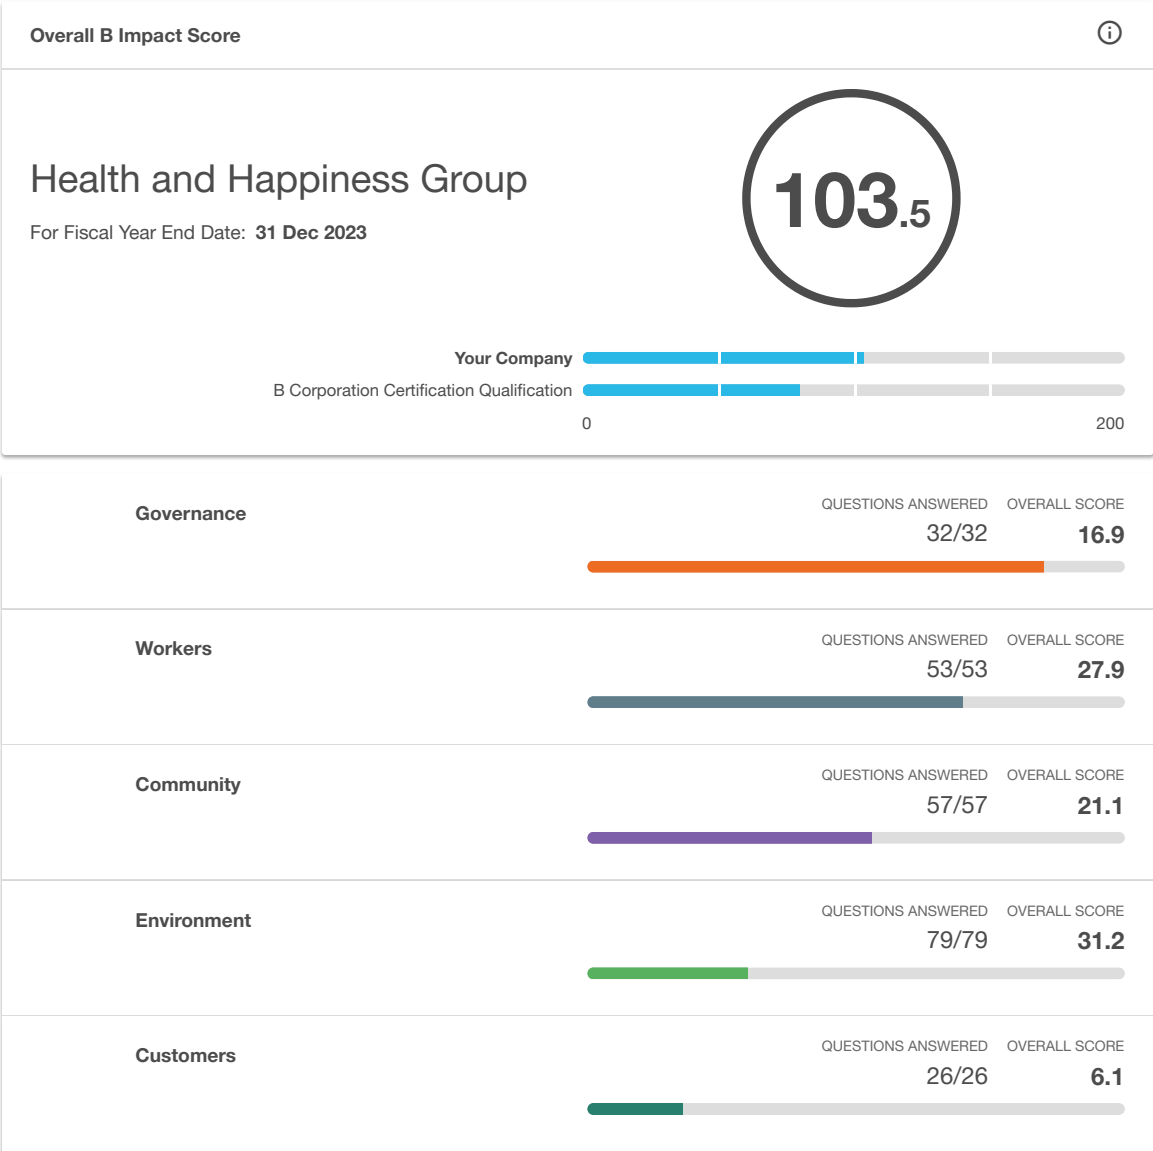 Overall B Impact Score
Health and Happiness Group
For Fiscal Year End Date: 31 Dec 2023
103.5
Your Company
B Corporation Certification Qualification
0 200
Governance
QUESTIONS ANSWERED OVERALL SCORE
32/32 16.9
Workers
QUESTIONS ANSWERED OVERALL SCORE
53/53 27.9
Community
QUESTIONS ANSWERED OVERALL SCORE
57/57 21.1
Environment
QUESTIONS ANSWERED OVERALL SCORE
79/79 31.2
Customers
QUESTIONS ANSWERED OVERALL SCORE
26/26 6.1